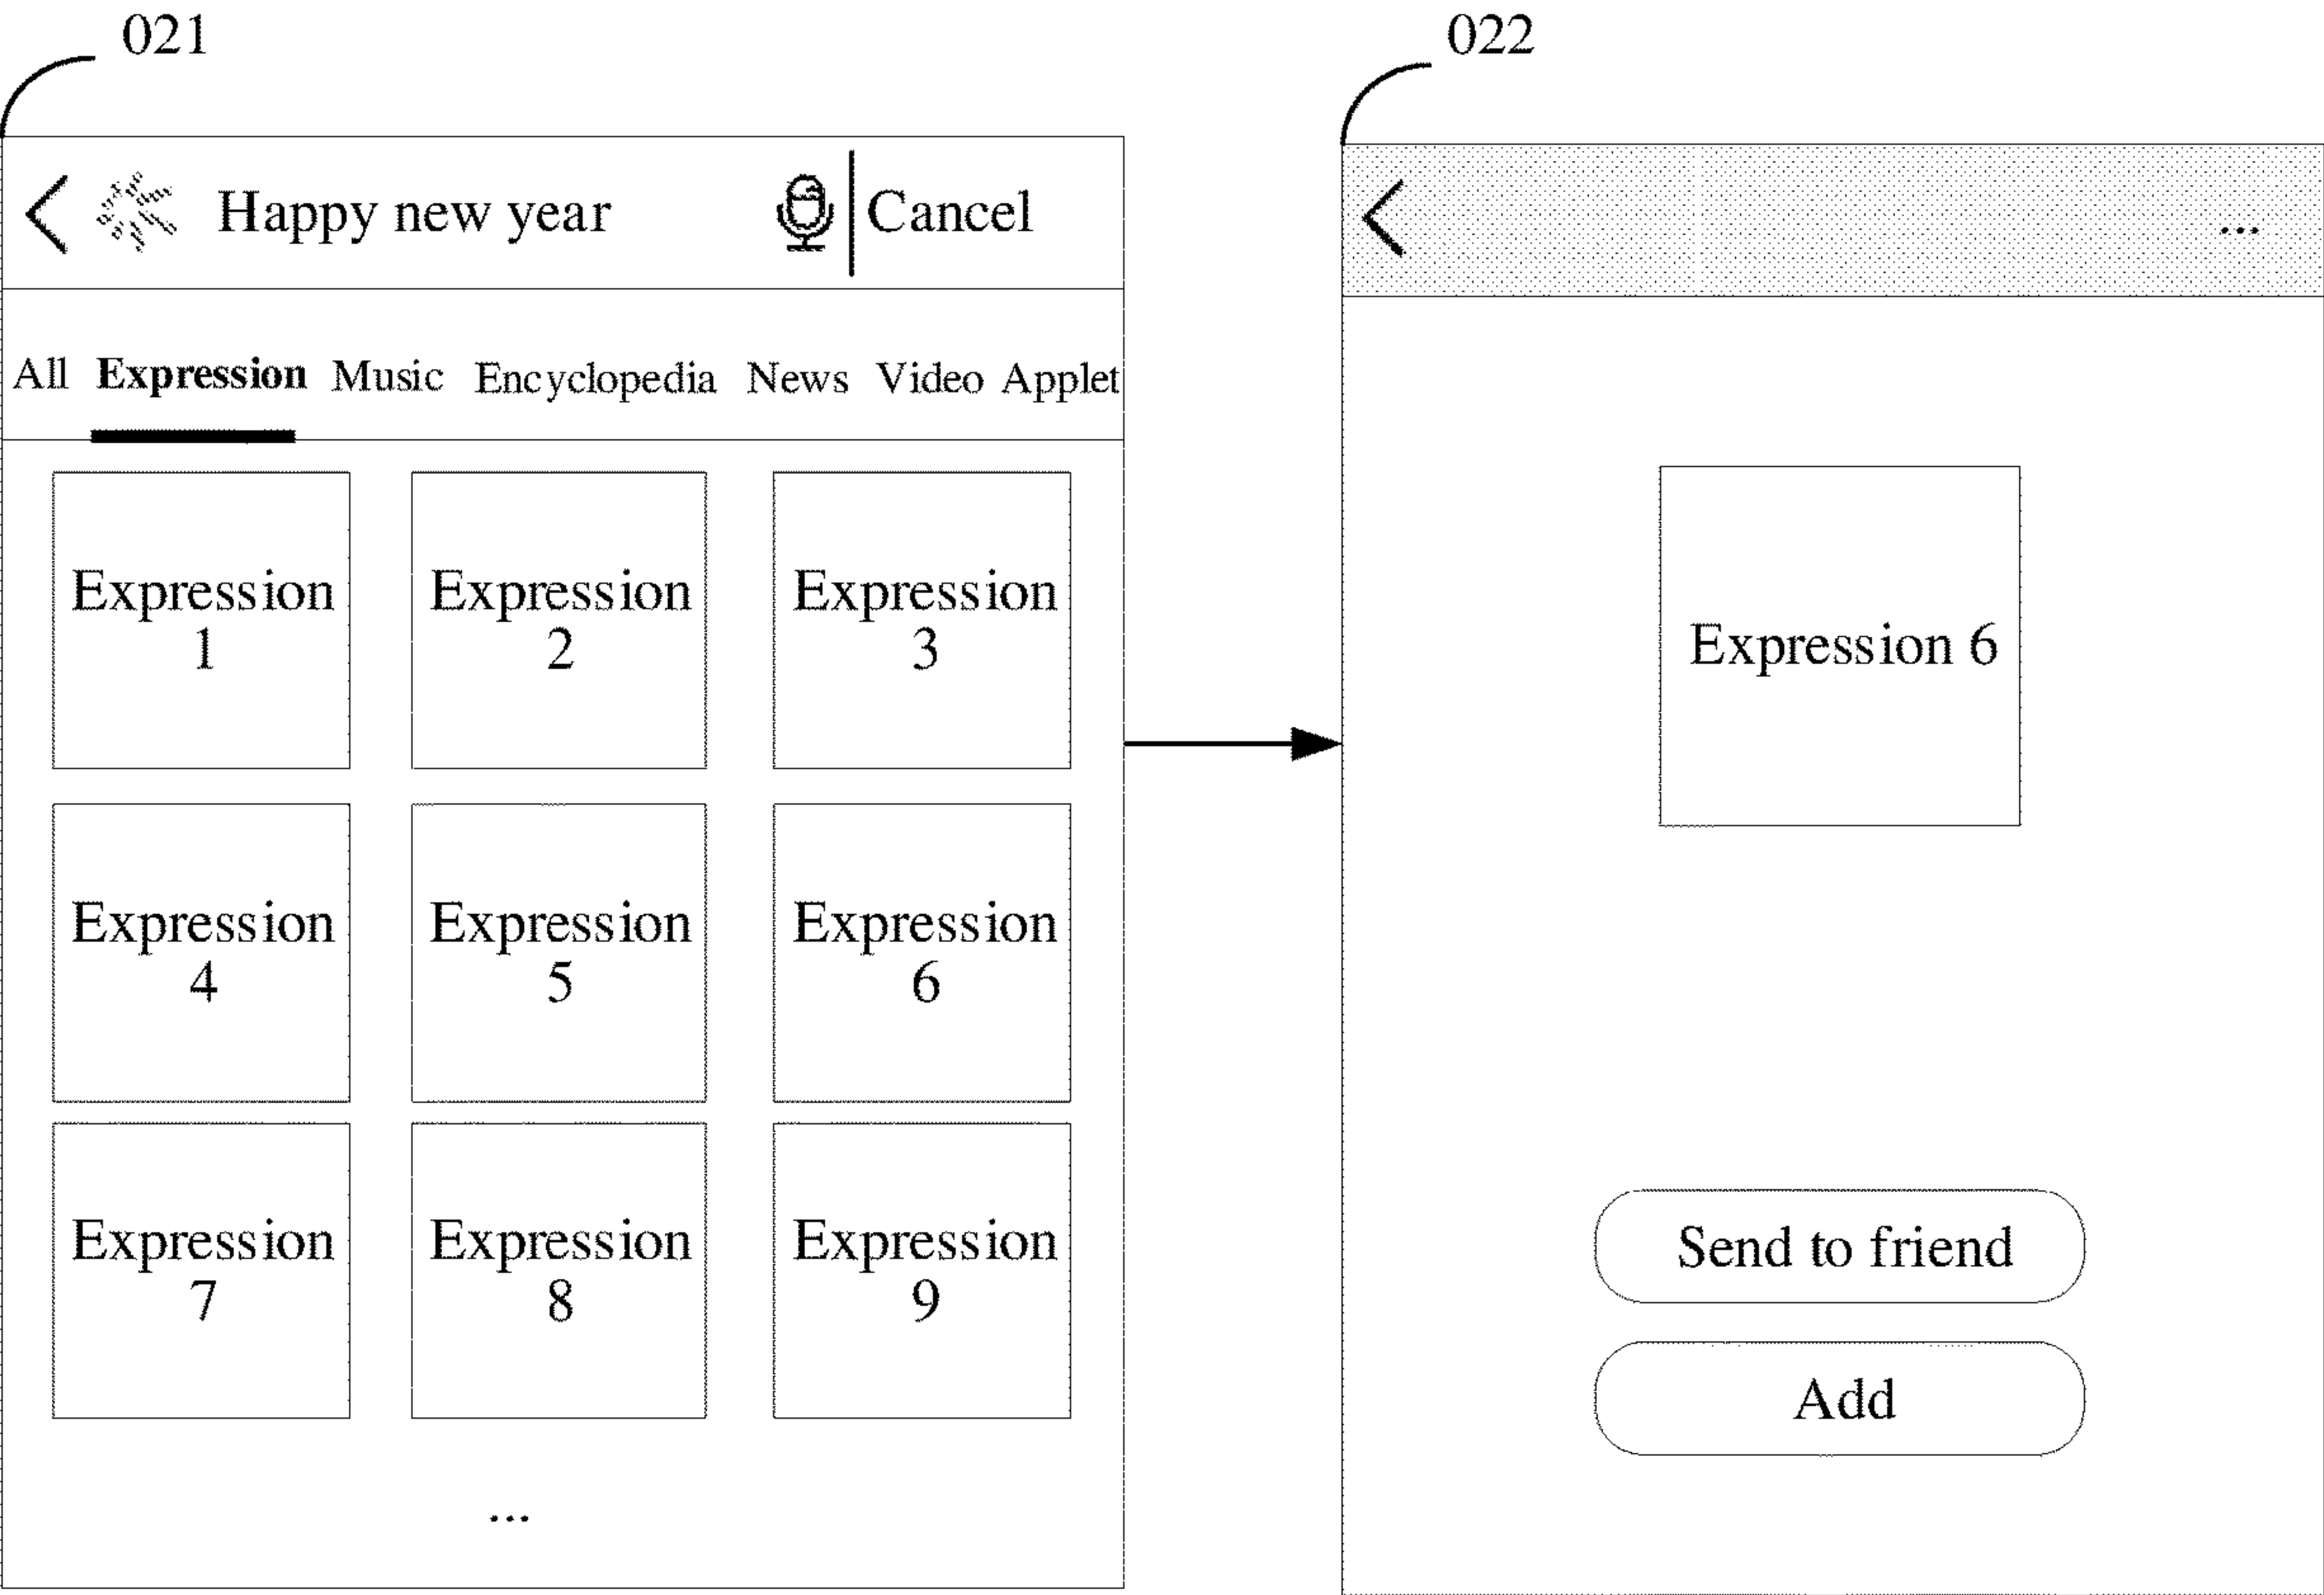 021
Happy new year
Cancel
All Expression Music Encyclopedia News Video Applet
Expression
1
Expression
2
Expression
3
Expression
4
Expression
5
Expression
6
Expression
7
Expression
8
Expression
9
...
022
...
Expression 6
Send to friend
Add